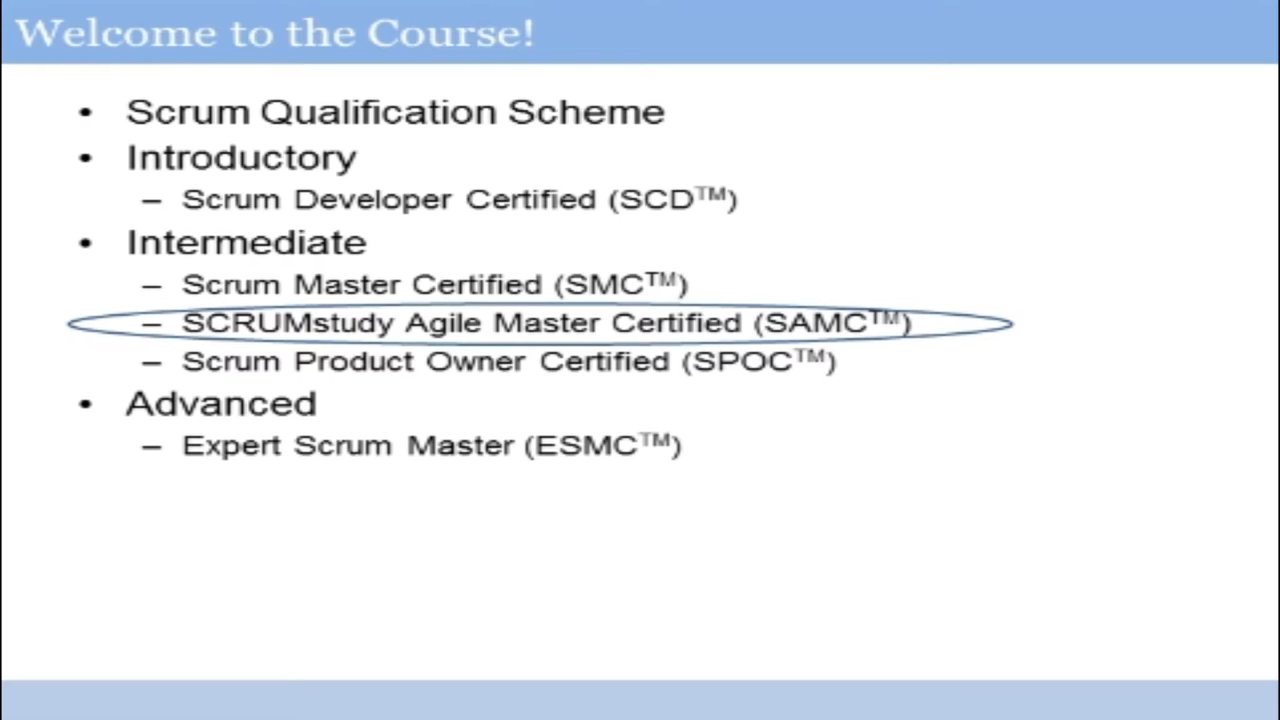 Welcome to the Course!
• Scrum Qualification Scheme
• Introductory
– Scrum Developer Certified (SCD™)
• Intermediate
– Scrum Master Certified (SMC™)
– SCRUMstudy Agile Master Certified (SAMC™)
– Scrum Product Owner Certified (SPOC™)
• Advanced
– Expert Scrum Master (ESMC™)